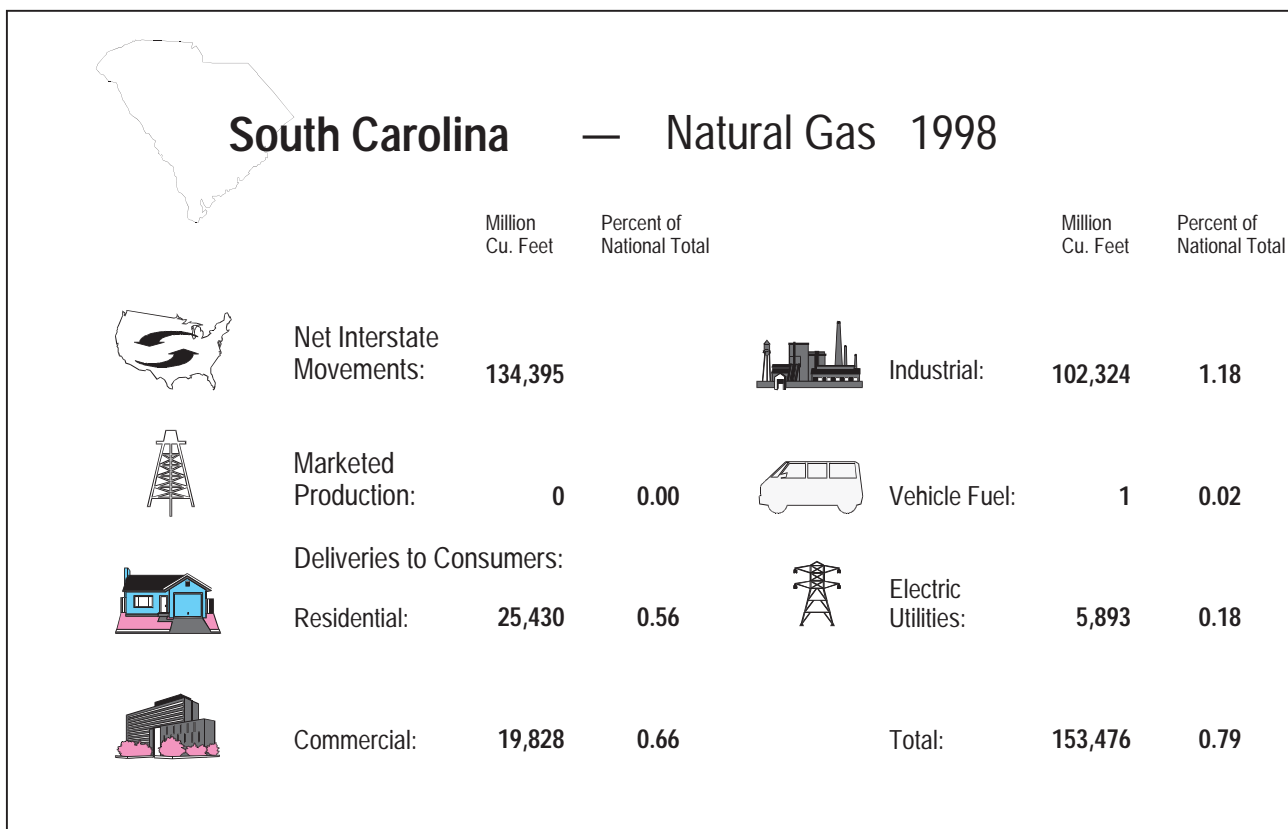 South Carolina — Natural Gas 1998
Million Cu. Feet
Percent of National Total
Million Cu. Feet
Percent of National Total
Net Interstate
Movements: 134,395
Marketed
Production: 0 0.00
Deliveries to Consumers:
Residential: 25,430 0.56
Commercial: 19,828 0.66
Industrial: 102,324 1.18
Vehicle Fuel: 1 0.02
Electric
Utilities: 5,893 0.18
Total: 153,476 0.79